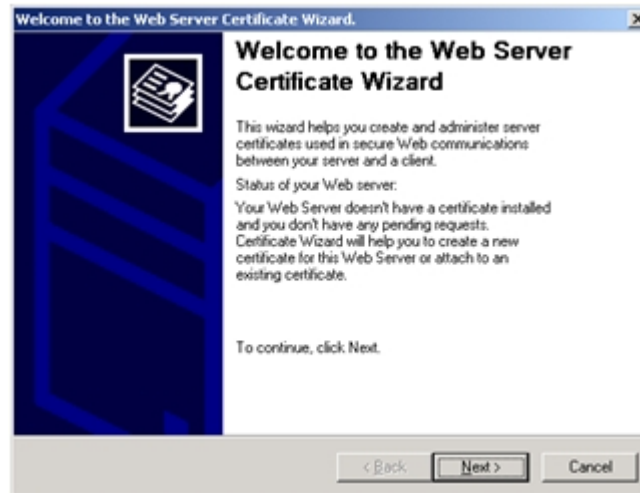 Welcome to the Web Server Certificate Wizard.
Welcome to the Web Server
Certificate Wizard
This wizard helps you create and administer server
certificates used in secure Web communications
between your server and a client.
Status of your Web server:
Your Web Server doesn't have a certificate installed
and you don't have any pending requests.
Certificate Wizard will help you to create a new
certificate for this Web Server or attach to an
existing certificate.
To continue, click Next.
< Back Next > Cancel